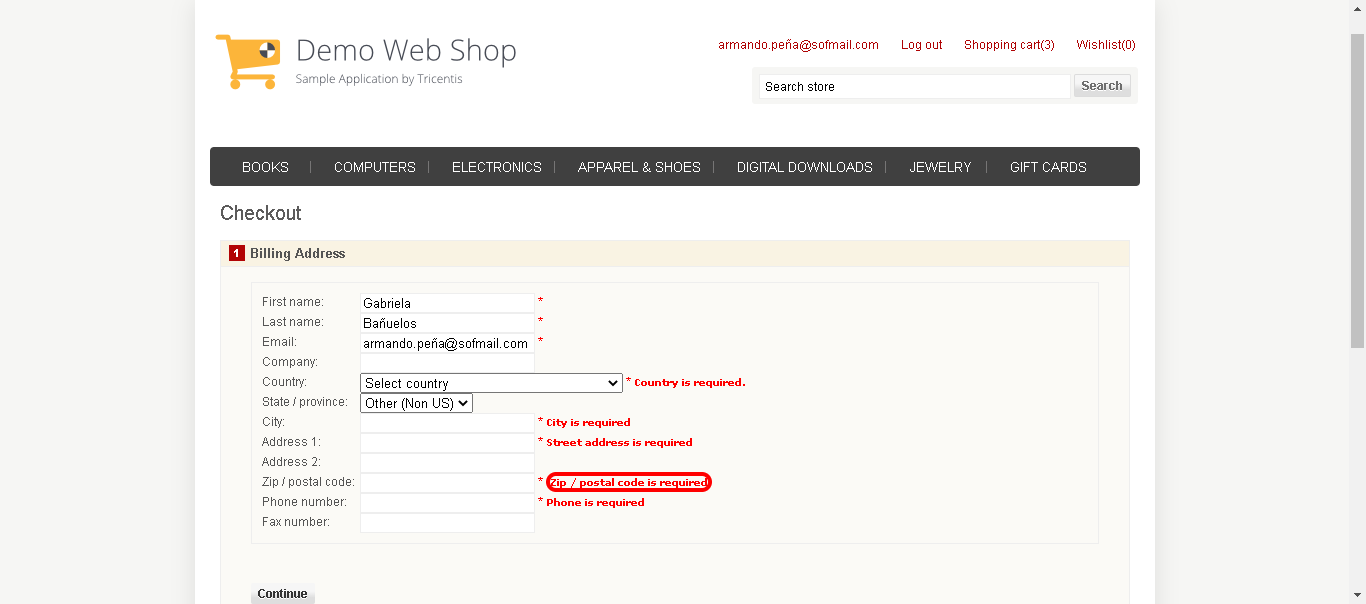 Demo Web Shop
Sample Application by Tricentis
armando.peña@sofmail.com Log out Shopping cart(3) Wishlist(0)
Search store Search
BOOKS COMPUTERS ELECTRONICS APPAREL & SHOES DIGITAL DOWNLOADS JEWELRY GIFT CARDS
Checkout
1 Billing Address
First name: Gabriela *
Last name: Bañuelos *
Email: armando.peña@sofmail.com *
Company:
Country: Select country * Country is required.
State / province: Other (Non US)
City: * City is required
Address 1: * Street address is required
Address 2:
Zip / postal code: * Zip / postal code is required
Phone number: * Phone is required
Fax number:
Continue